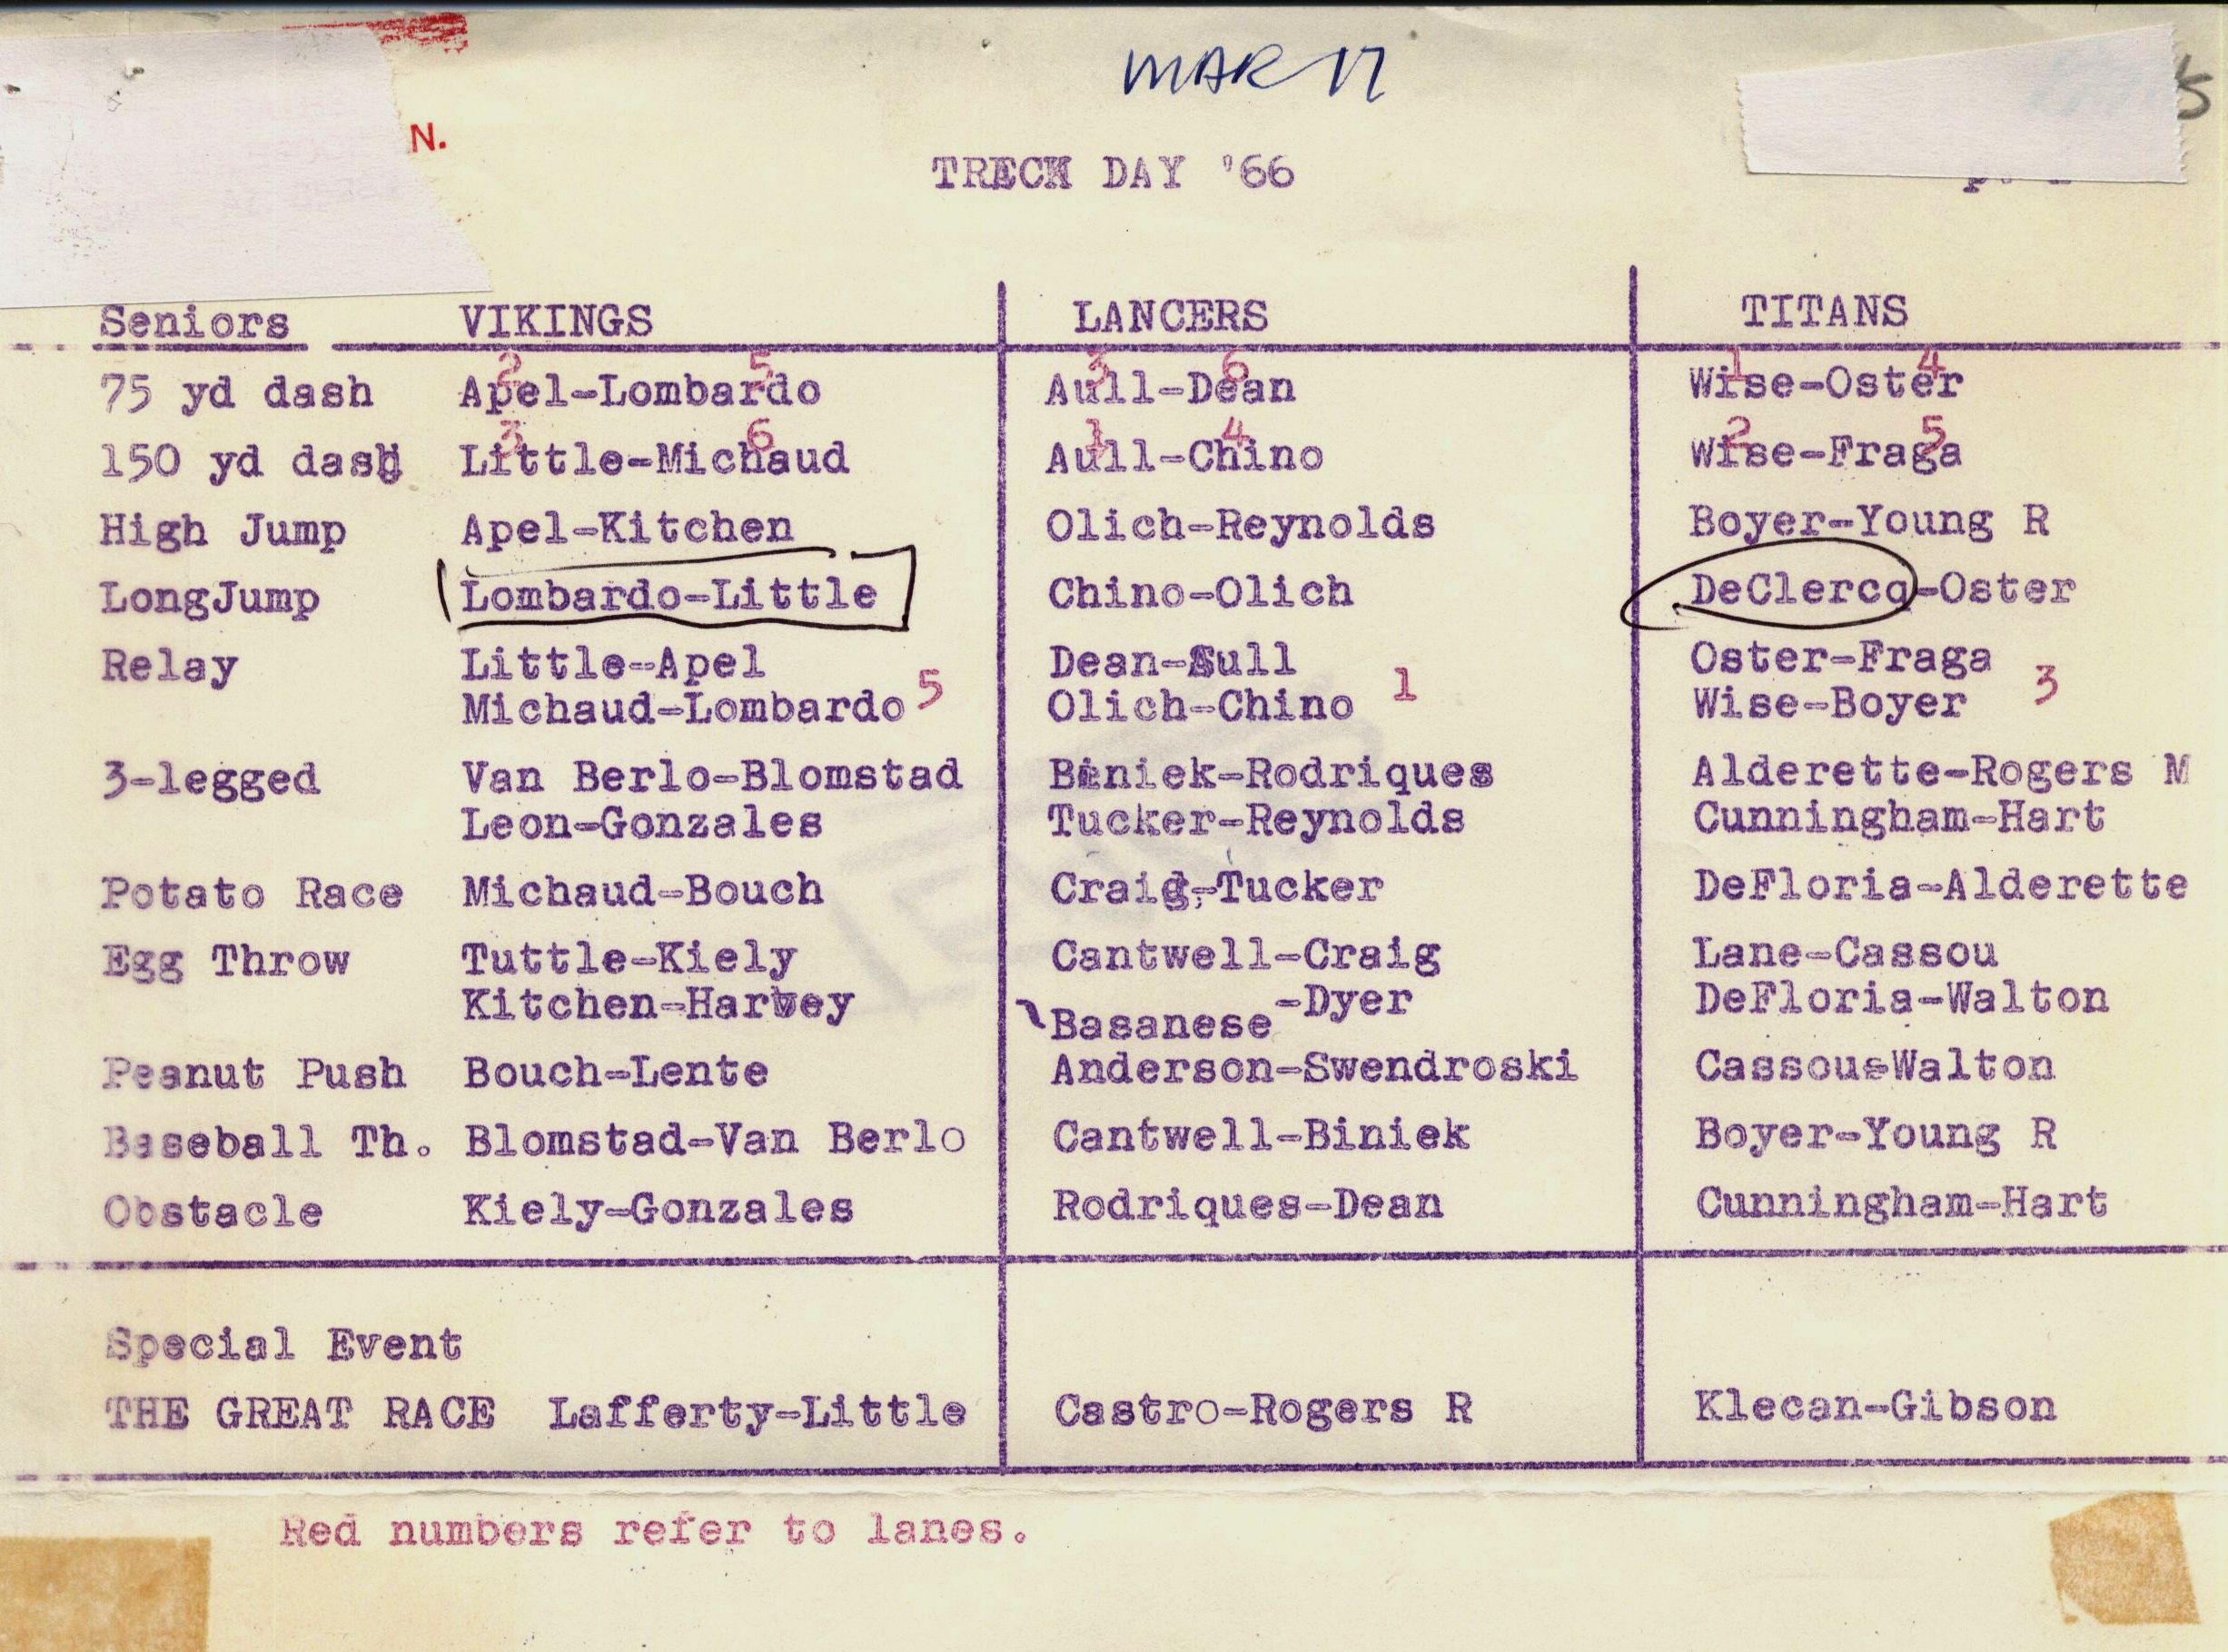 MAR 17
N.
5
TRECK DAY '66
Seniors VIKINGS LANCERS TITANS
2 5 3 6 1 4
75 yd dash Apel-Lombardo Aull-Dean Wise-Oster
3 6 1 4 2 5
150 yd dash Little-Michaud Aull-Chino Wise-Fraga
High Jump Apel-Kitchen Olich-Reynolds Boyer-Young R
LongJump Lombardo-Little Chino-Olich DeClercq-Oster
Relay Little-Apel Dean-Aull Oster-Fraga
Michaud-Lombardo 5 Olich-Chino 1 Wise-Boyer 3
3-legged Van Berlo-Blomstad Biniek-Rodriques Alderette-Rogers M
Leon-Gonzales Tucker-Reynolds Cunningham-Hart
Potato Race Michaud-Bouch Craig-Tucker DeFloria-Alderette
Egg Throw Tuttle-Kiely Cantwell-Craig Lane-Cassou
Kitchen-Harvey Basanese-Dyer DeFloria-Walton
Peanut Push Bouch-Lente Anderson-Swendroski Cassou-Walton
Baseball Th. Blomstad-Van Berlo Cantwell-Biniek Boyer-Young R
Obstacle Kiely-Gonzales Rodriques-Dean Cunningham-Hart
Special Event
THE GREAT RACE Lafferty-Little Castro-Rogers R Klecan-Gibson
Red numbers refer to lanes.